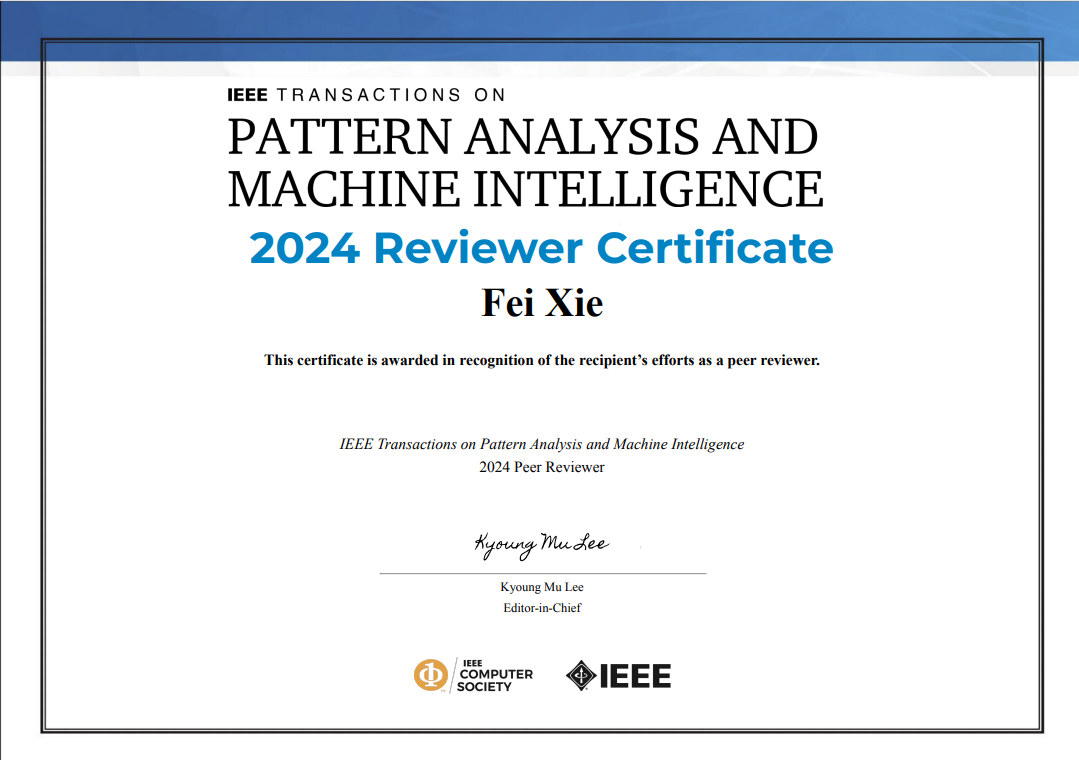 IEEE TRANSACTIONS ON
PATTERN ANALYSIS AND
MACHINE INTELLIGENCE
2024 Reviewer Certificate
Fei Xie
This certificate is awarded in recognition of the recipient’s efforts as a peer reviewer.
IEEE Transactions on Pattern Analysis and Machine Intelligence
2024 Peer Reviewer
Kyoung Mu Lee
Kyoung Mu Lee
Editor-in-Chief
IEEE
COMPUTER
SOCIETY
IEEE